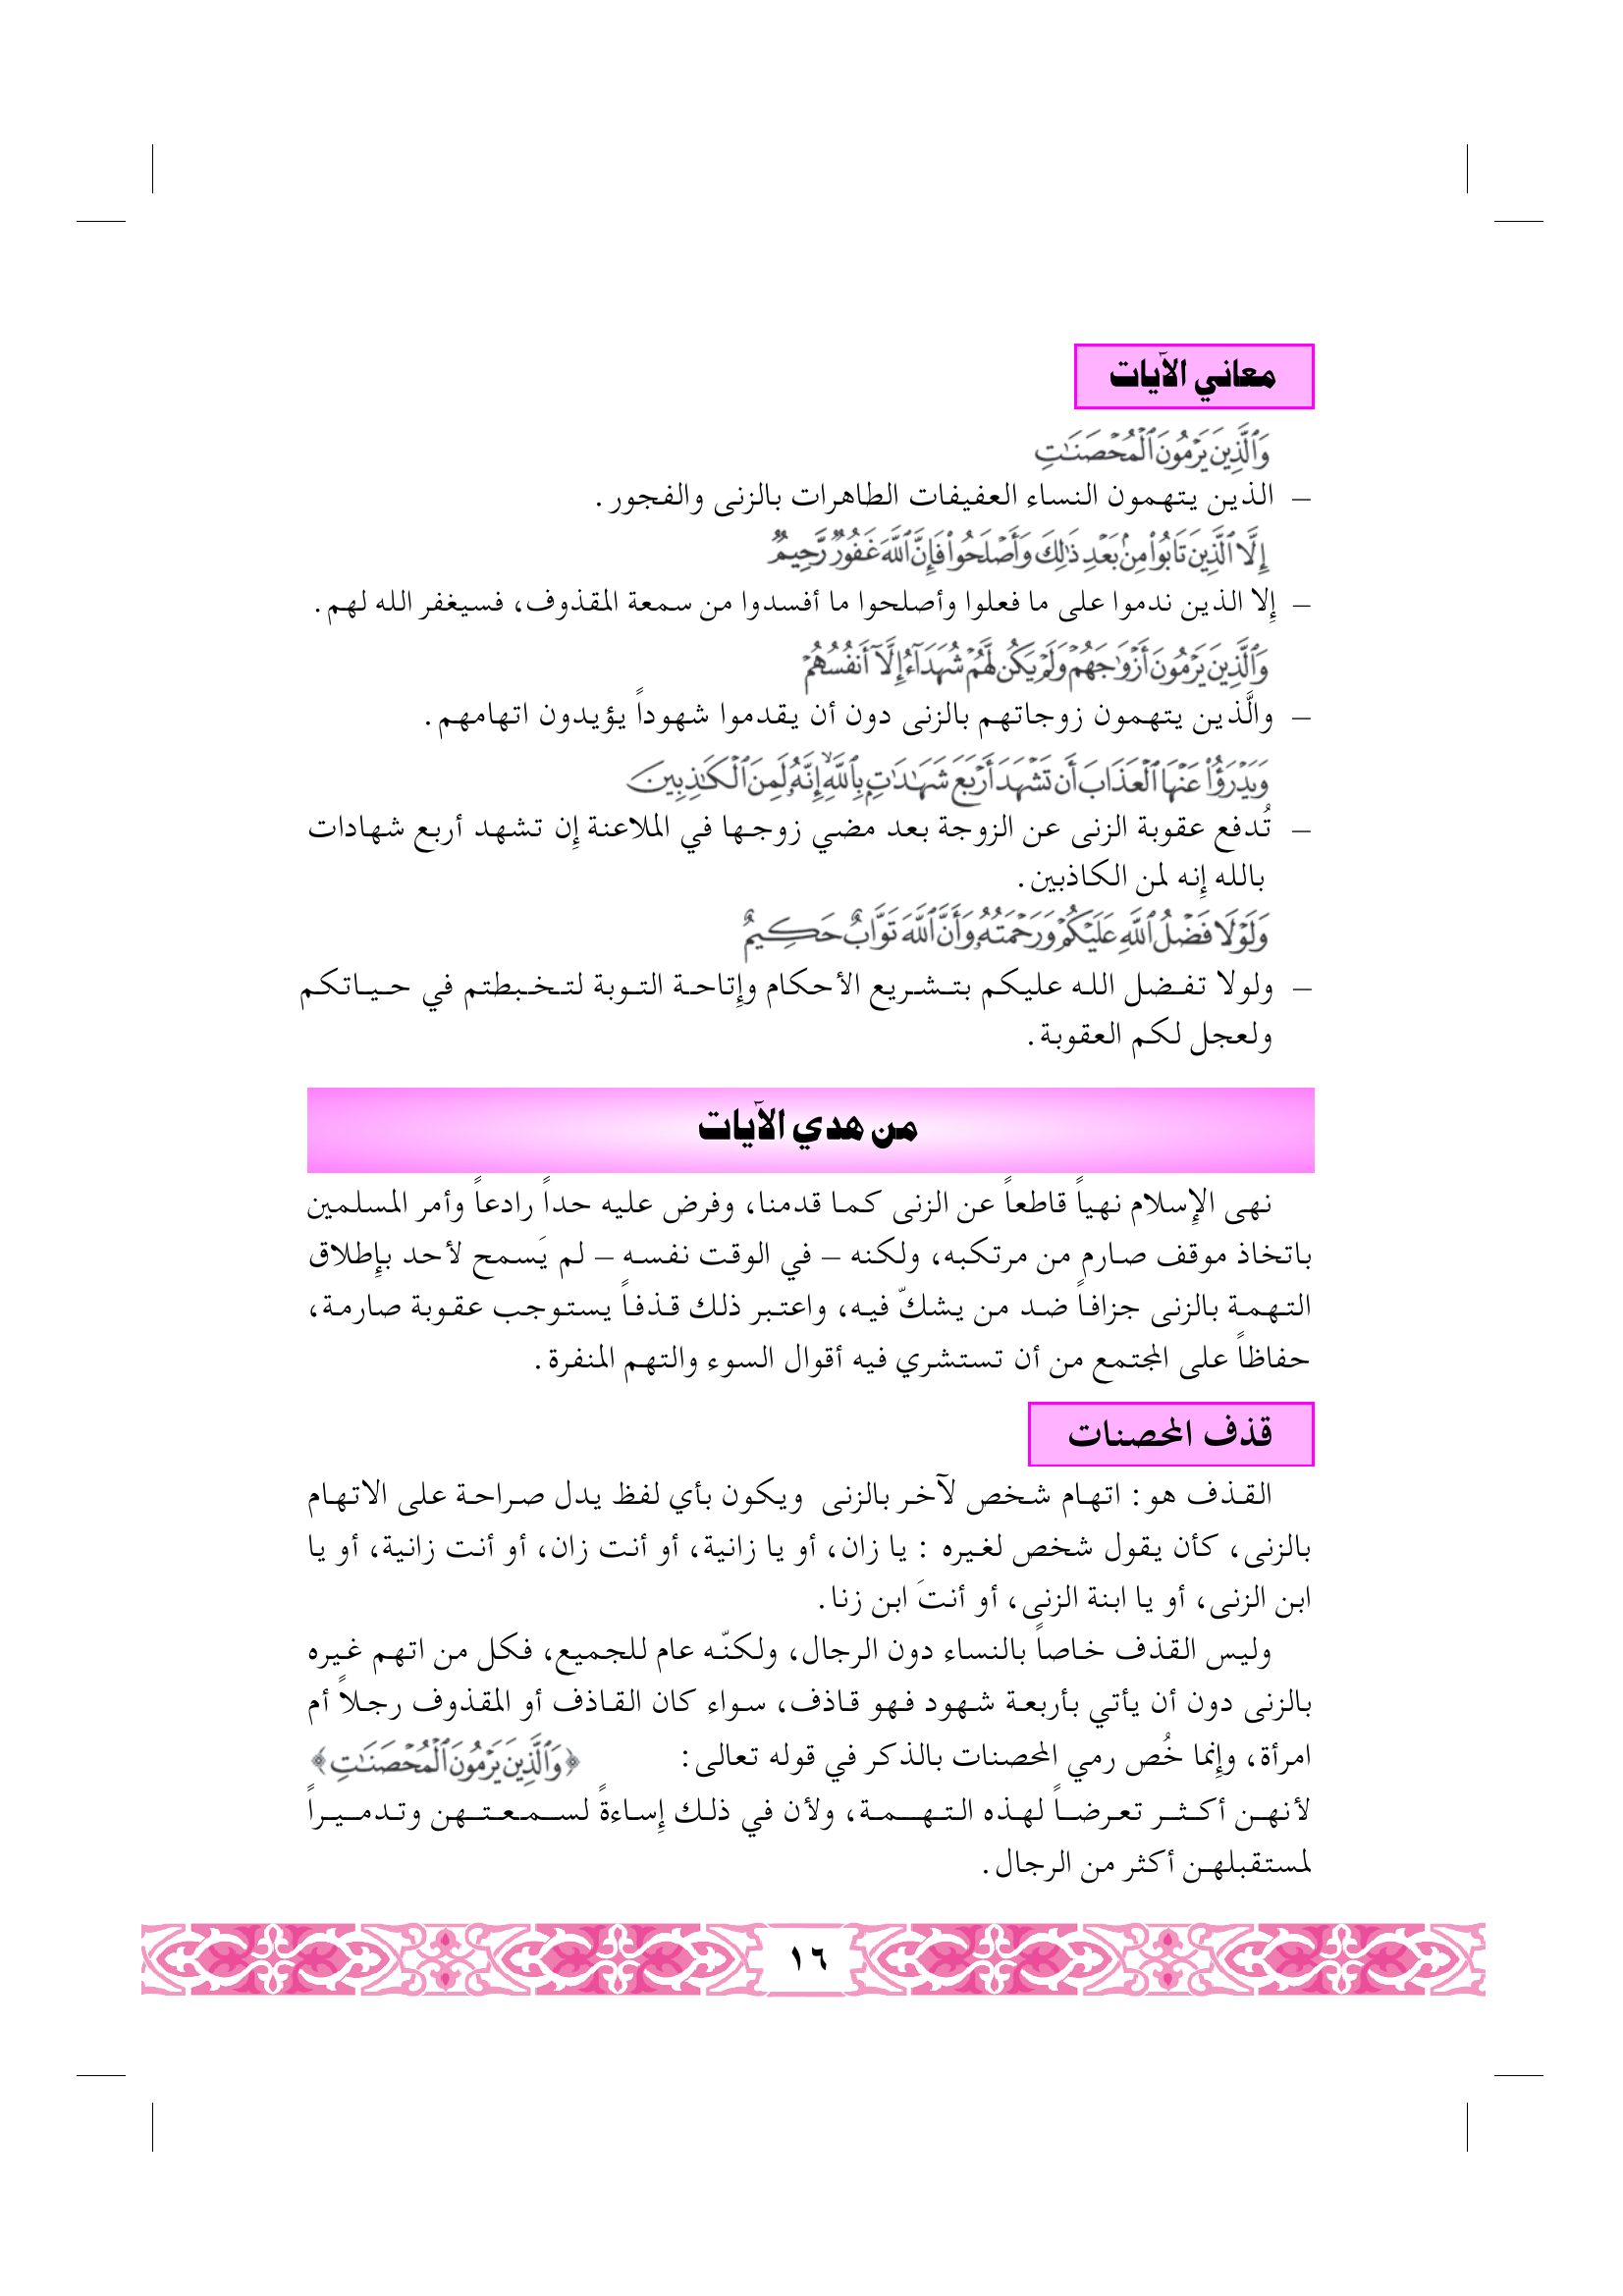 معاني الآيات
وَٱلَّذِينَ يَرۡمُونَ ٱلۡمُحۡصَنَٰتِ
– الذين يتهمون النساء العفيفات الطاهرات بالزنى والفجور.
إِلَّا ٱلَّذِينَ تَابُواْ مِنۢ بَعۡدِ ذَٰلِكَ وَأَصۡلَحُواْ فَإِنَّ ٱللَّهَ غَفُورٞ رَّحِيمٞ
– إِلا الذين ندموا على ما فعلوا وأصلحوا ما أفسدوا من سمعة المقذوف، فسيغفر الله لهم.
وَٱلَّذِينَ يَرۡمُونَ أَزۡوَٰجَهُمۡ وَلَمۡ يَكُن لَّهُمۡ شُهَدَآءُ إِلَّآ أَنفُسُهُمۡ
– والَّذين يتهمون زوجاتهم بالزنى دون أن يقدموا شهوداً يؤيدون اتهامهم.
وَيَدۡرَؤُاْ عَنۡهَا ٱلۡعَذَابَ أَن تَشۡهَدَ أَرۡبَعَ شَهَٰدَٰتِۭ بِٱللَّهِ إِنَّهُۥ لَمِنَ ٱلۡكَٰذِبِينَ
– تُدفع عقوبة الزنى عن الزوجة بعد مضي زوجها في الملاعنة إِن تشهد أربع شهادات
بالله إِنه لمن الكاذبين.
وَلَوۡلَا فَضۡلُ ٱللَّهِ عَلَيۡكُمۡ وَرَحۡمَتُهُۥ وَأَنَّ ٱللَّهَ تَوَّابٌ حَكِيمٌ
– ولولا تفضل الله عليكم بتشريع الأحكام وإِتاحة التوبة لتخبطتم في حياتكم
ولعجل لكم العقوبة.
من هدي الآيات
نهى الإِسلام نهياً قاطعاً عن الزنى كما قدمنا، وفرض عليه حداً رادعاً وأمر المسلمين
باتخاذ موقف صارم من مرتكبه، ولكنه – في الوقت نفسه – لم يَسمح لأحد بإِطلاق
التهمة بالزنى جزافاً ضد من يشكّ فيه، واعتبر ذلك قذفاً يستوجب عقوبة صارمة،
حفاظاً على المجتمع من أن تستشري فيه أقوال السوء والتهم المنفرة.
قذف المحصنات
القذف هو: اتهام شخص لآخر بالزنى ويكون بأي لفظ يدل صراحة على الاتهام
بالزنى، كأن يقول شخص لغيره : يا زان، أو يا زانية، أو أنت زان، أو أنت زانية، أو يا
ابن الزنى، أو يا ابنة الزنى، أو أنتَ ابن زنا.
وليس القذف خاصاً بالنساء دون الرجال، ولكنّه عام للجميع، فكل من اتهم غيره
بالزنى دون أن يأتي بأربعة شهود فهو قاذف، سواء كان القاذف أو المقذوف رجلاً أم
امرأة، وإِنما خُص رمي المحصنات بالذكر في قوله تعالى: ﴿وَٱلَّذِينَ يَرۡمُونَ ٱلۡمُحۡصَنَٰتِ﴾
لأنهن أكثر تعرضاً لهذه التهمة، ولأن في ذلك إِساءةً لسمعتهن وتدميراً
لمستقبلهن أكثر من الرجال.
١٦